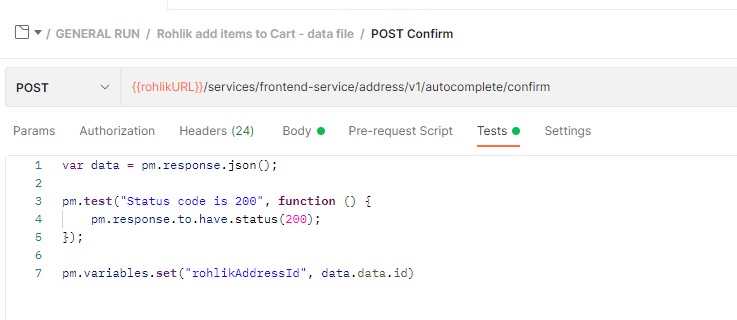 / GENERAL RUN / Rohlik add items to Cart - data file / POST Confirm
POST {{rohlikURL}}/services/frontend-service/address/v1/autocomplete/confirm
Params Authorization Headers (24) Body Pre-request Script Tests Settings
1 var data = pm.response.json();
2
3 pm.test("Status code is 200", function () {
4 pm.response.to.have.status(200);
5 });
6
7 pm.variables.set("rohlikAddressId", data.data.id)